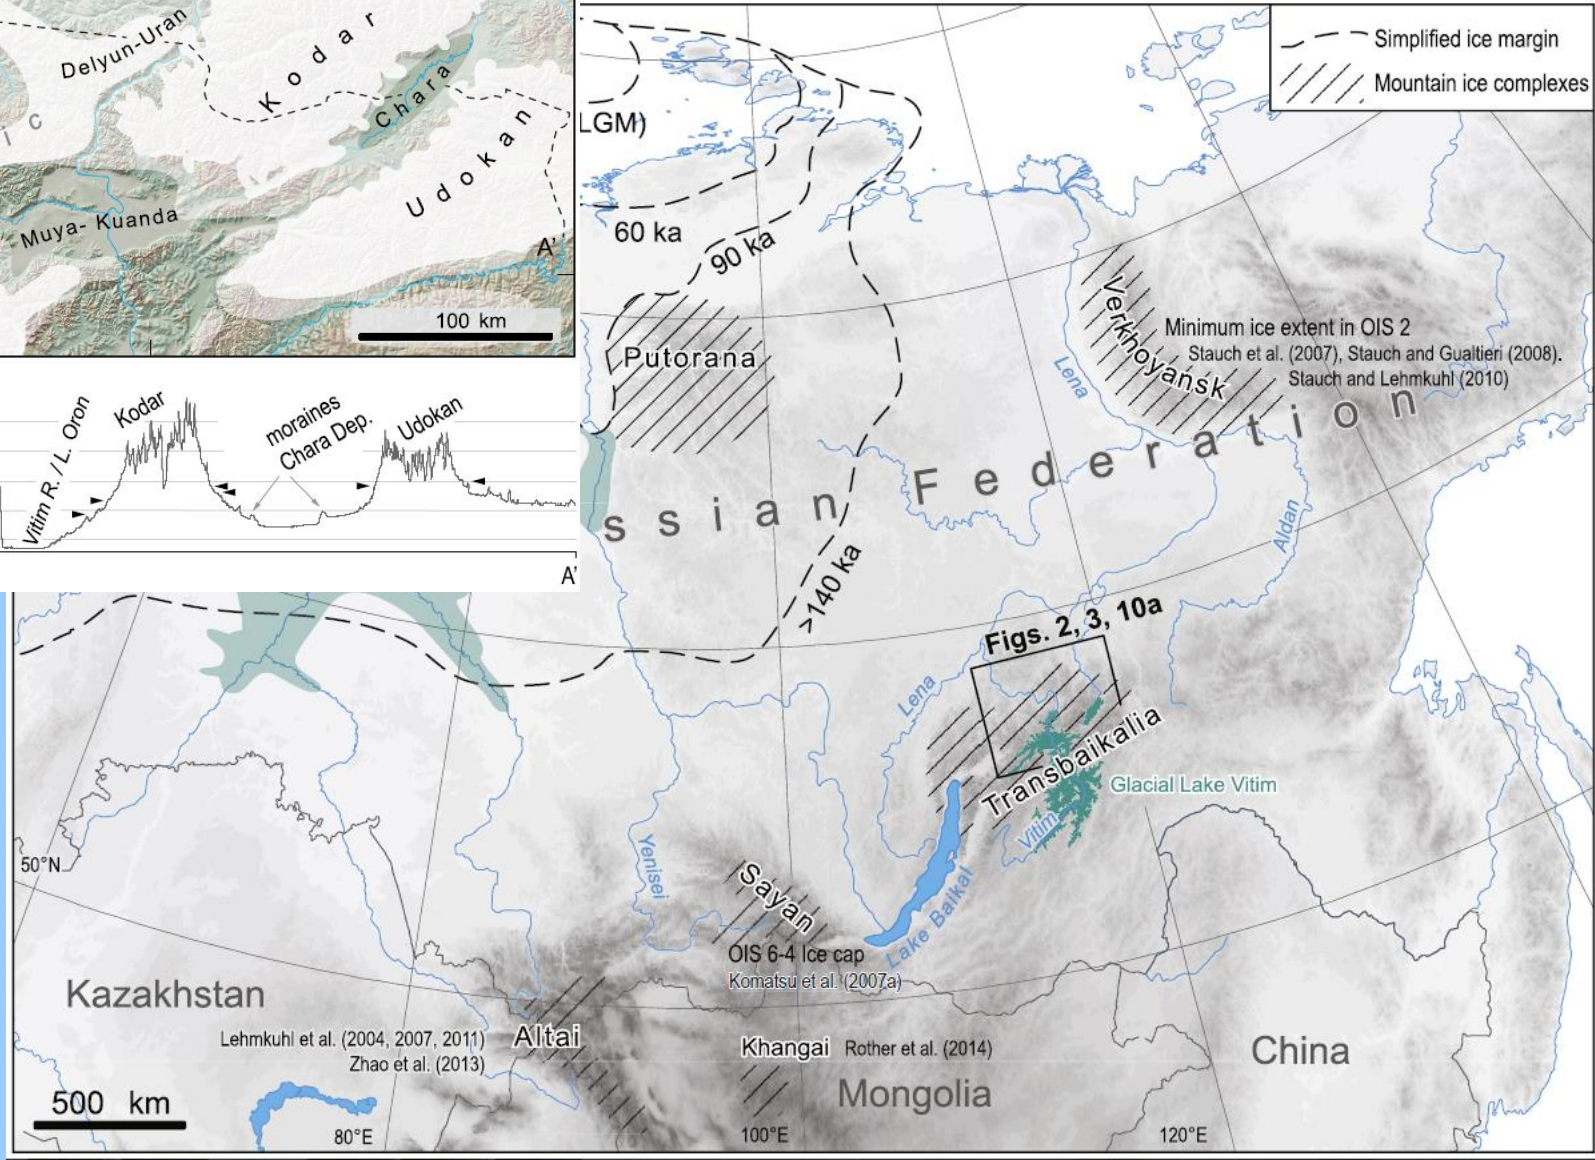 Delyun-Uran
Kodar
Chara
Udokan
i c
Muya- Kuanda
A'
100 km
Vitim R. / L. Oron
Kodar
moraines
Chara Dep.
Udokan
A'
Simplified ice margin
Mountain ice complexes
LGM)
60 ka
90 ka
>140 ka
Putorana
Verkhoyansk
Minimum ice extent in OIS 2
Stauch et al. (2007), Stauch and Gualtieri (2008).
Stauch and Lehmkuhl (2010)
Lena
ssian Federation
Aldan
Figs. 2, 3, 10a
Lena
Transbaikalia
Glacial Lake Vitim
Vitim
50°N
Yenisei
Sayan
Lake Baikal
OIS 6-4 Ice cap
Komatsu et al. (2007a)
Kazakhstan
Lehmkuhl et al. (2004, 2007, 2011)
Zhao et al. (2013)
Altai
Khangai
Rother et al. (2014)
China
Mongolia
500 km
80°E
100°E
120°E